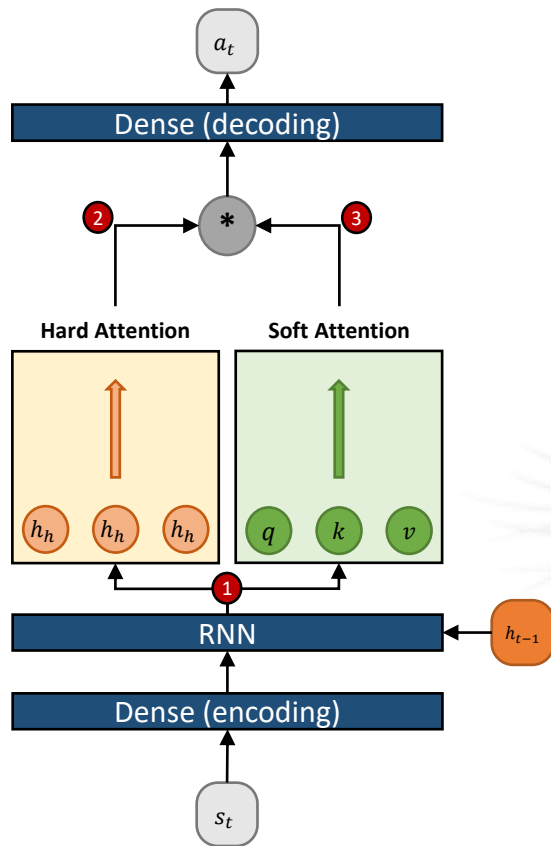 a_t
Dense (decoding)
2
*
3
Hard Attention
Soft Attention
h_h h_h h_h
q k v
1
RNN
h_{t−1}
Dense (encoding)
s_t